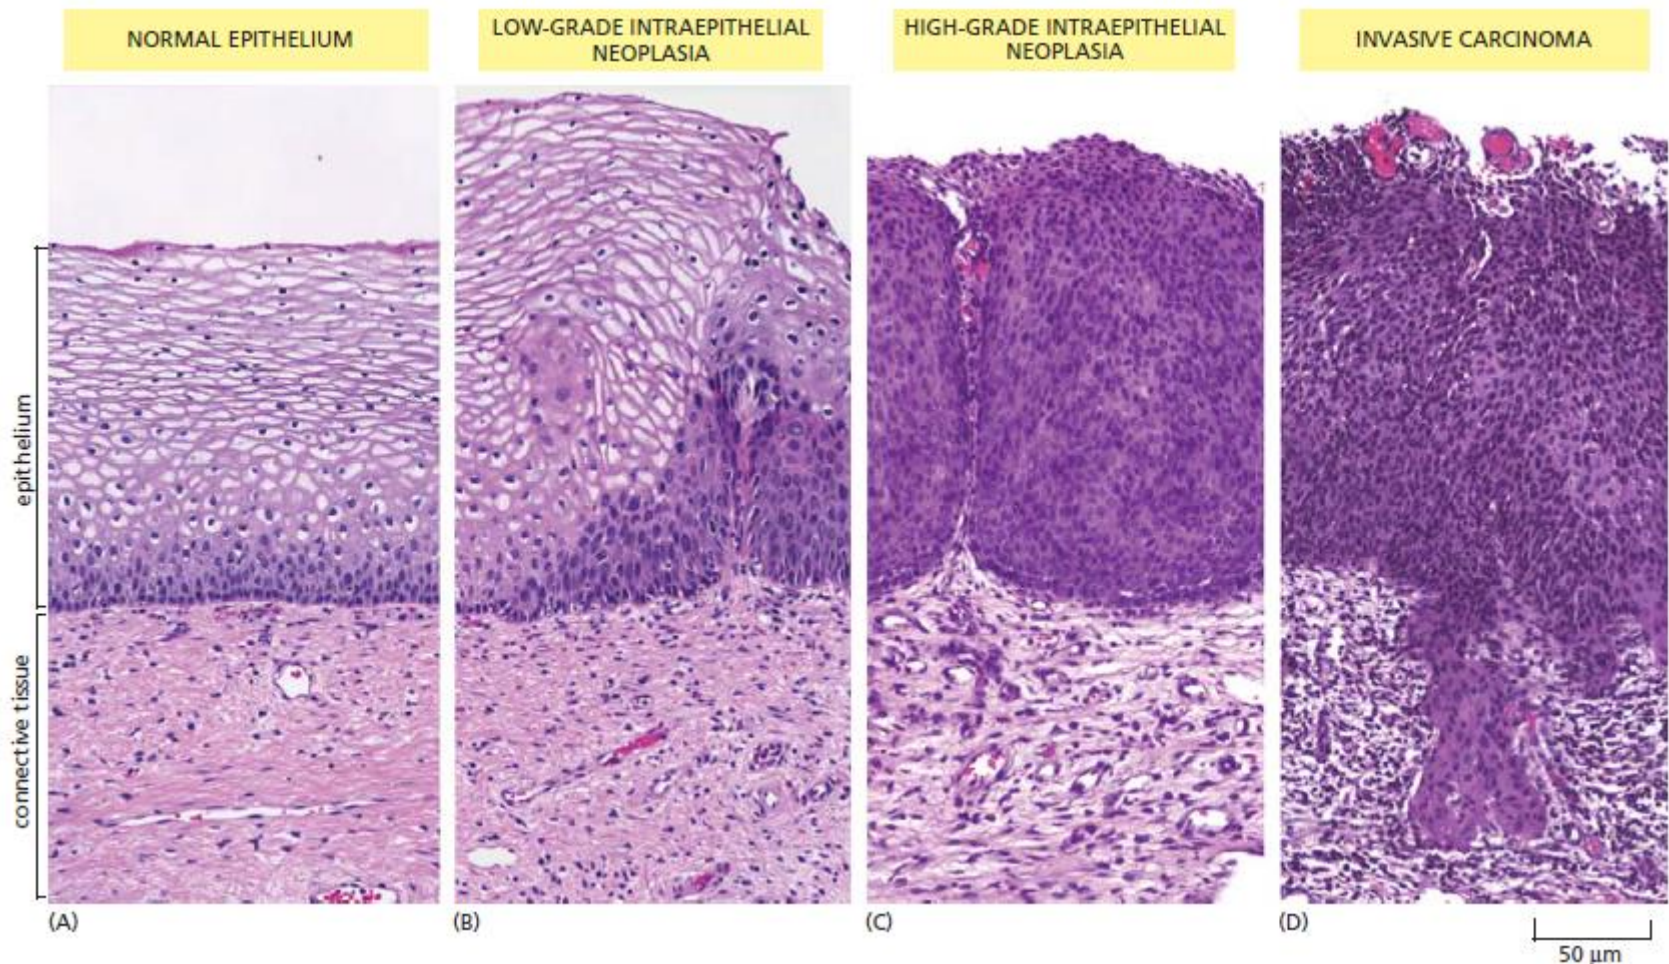 NORMAL EPITHELIUM
LOW-GRADE INTRAEPITHELIAL
NEOPLASIA
HIGH-GRADE INTRAEPITHELIAL
NEOPLASIA
INVASIVE CARCINOMA
epithelium
connective tissue
(A)
(B)
(C)
(D)
50 μm